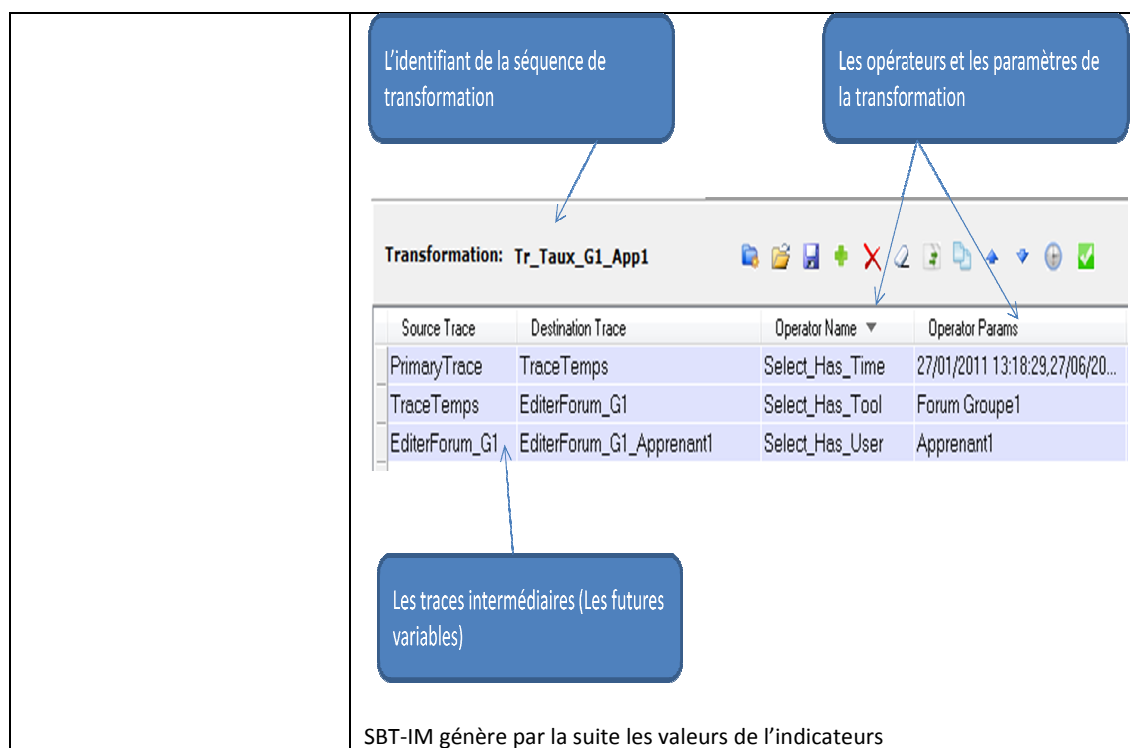 L'identifiant de la séquence de
transformation
Les opérateurs et les paramètres de
la transformation
Transformation: Tr_Taux_G1_App1
Source Trace Destination Trace Operator Name Operator Params
PrimaryTrace TraceTemps Select_Has_Time 27/01/2011 13:18:29,27/06/20...
TraceTemps EditerForum_G1 Select_Has_Tool Forum Groupe1
EditerForum_G1 EditerForum_G1_Apprenant1 Select_Has_User Apprenant1
Les traces intermédiaires (Les futures
variables)
SBT-IM génère par la suite les valeurs de l'indicateurs